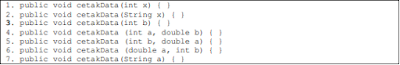 1. public void cetakData(int x) { }
2. public void cetakData(String x) { }
3. public void cetakData(int b) { }
4. public void cetakData (int a, double b) { }
5. public void cetakData (int b, double a) { }
6. public void cetakData (double a, int b) { }
7. public void cetakData(String a) { }